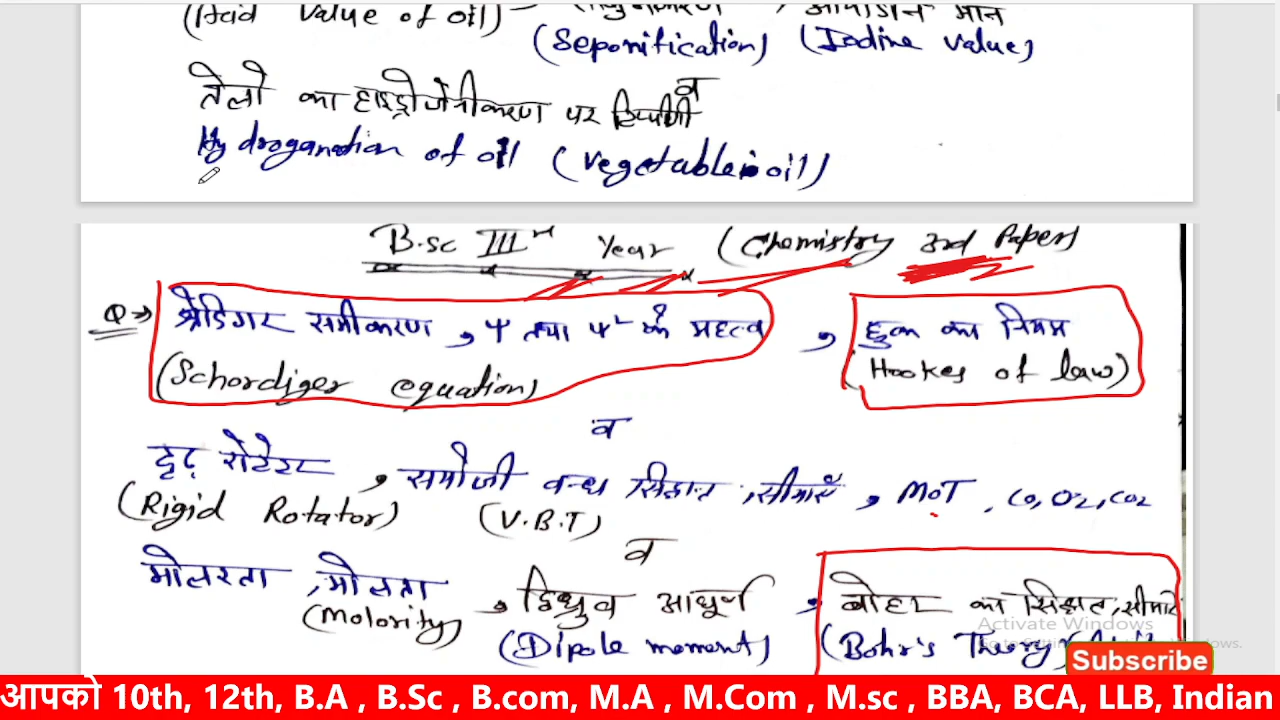 (Acid Value of oil) (Seponification) (Iodine value)
तेलो का हाइड्रोजेनीकरण पर टिप्पणी व
Hydroganation of oil (vegetable oil)
B.sc III Year (Chemistry 3rd Paper)
Q→ श्रोडिंगर समीकरण, Ψ तथा Ψ² के महत्व, हुक का नियम
(Schordiger equation) (Hookes of law)
व
दृढ़ रोटेटर, संयोजी बन्ध सिद्धान्त, सीमाएँ, MOT, CO, O2, CO2
(Rigid Rotator) (V.B.T)
व
मोलरता, मोलता, द्विध्रुव आघूर्ण, बोहर का सिद्धांत, सीमाएं
(Molority) (Dipole moment) (Bohr's Theory)
Activate Windows
Subscribe
आपको 10th, 12th, B.A , B.Sc , B.com, M.A , M.Com , M.sc , BBA, BCA, LLB, Indian